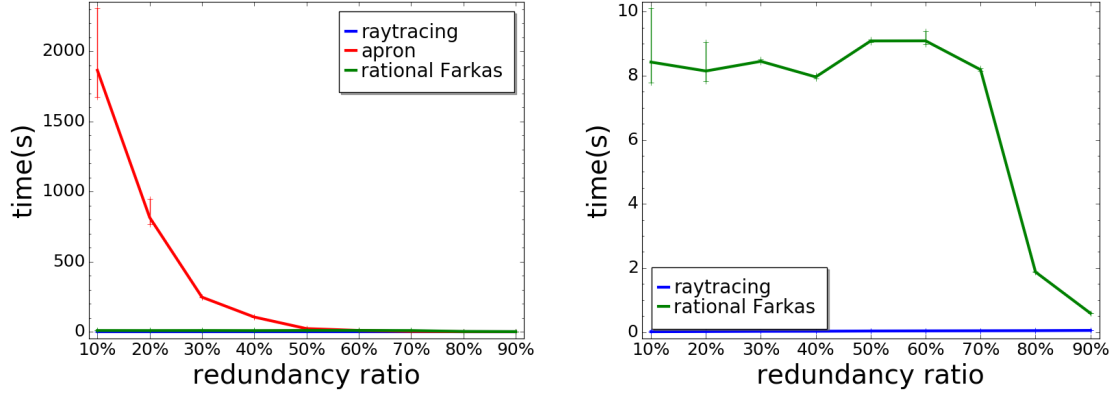 raytracing
apron
rational Farkas
2000
1500
1000
500
0
time(s)
10% 20% 30% 40% 50% 60% 70% 80% 90%
redundancy ratio
10
8
6
4
2
0
time(s)
raytracing
rational Farkas
10% 20% 30% 40% 50% 60% 70% 80% 90%
redundancy ratio